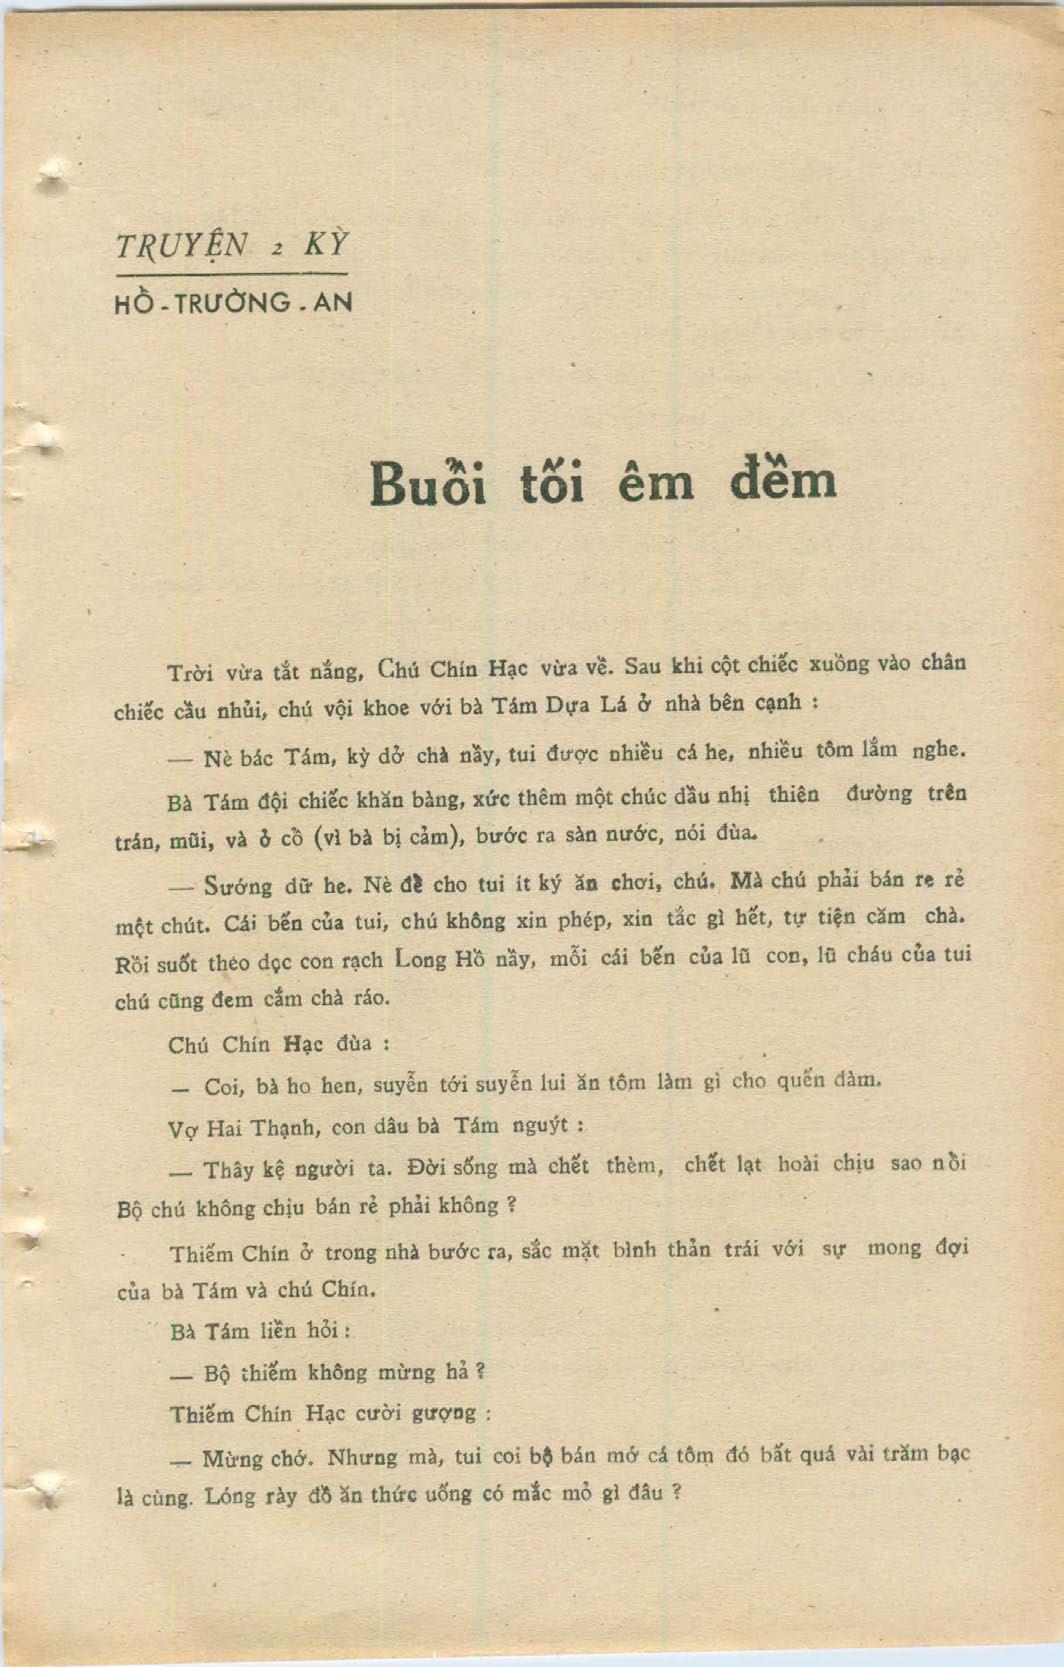 TRUYỆN 2 KỲ
HỒ-TRƯỜNG.AN
Buổi tối êm đềm
Trời vừa tắt nắng, Chú Chín Hạc vừa về. Sau khi cột chiếc xuồng vào chân
chiếc cầu nhủi, chú vội khoe với bà Tám Dựa Lá ở nhà bên cạnh :
— Nè bác Tám, kỳ dở chà nầy, tui được nhiều cá he, nhiều tôm lắm nghe.
Bà Tám đội chiếc khăn bàng, xức thêm một chúc dầu nhị thiên đường trên
trán, mũi, và ở cổ (vì bà bị cảm), bước ra sàn nước, nói đùa.
— Sướng dữ he. Nè để cho tui ít ký ăn chơi, chú. Mà chú phải bán re rẻ
một chút. Cái bến của tui, chú không xin phép, xin tắc gì hết, tự tiện căm chà.
Rồi suốt theo dọc con rạch Long Hồ nầy, mỗi cái bến của lũ con, lũ cháu của tui
chú cũng đem cắm chà ráo.
Chú Chín Hạc đùa :
— Coi, bà ho hen, suyễn tới suyễn lui ăn tôm làm gì cho quến đàm.
Vợ Hai Thạnh, con dâu bà Tám nguýt :
— Thây kệ người ta. Đời sống mà chết thèm, chết lạt hoài chịu sao nổi
Bộ chú không chịu bán rẻ phải không ?
Thiếm Chín ở trong nhà bước ra, sắc mặt bình thản trái với sự mong đợi
của bà Tám và chú Chín.
Bà Tám liền hỏi :
— Bộ thiếm không mừng hả ?
Thiếm Chín Hạc cười gượng :
— Mừng chớ. Nhưng mà, tui coi bộ bán mớ cá tôm đó bất quá vài trăm bạc
là cùng. Lóng rày đồ ăn thức uống có mắc mỏ gì đâu ?